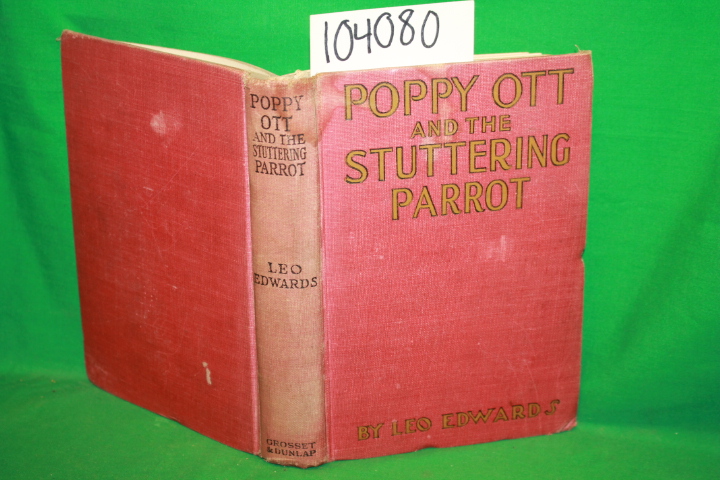 104080
POPPY
OTT
AND THE
STUTTERING
PARROT
LEO
EDWARDS
GROSSET
& DUNLAP
POPPY OTT
AND THE
STUTTERING
PARROT
BY LEO EDWARDS